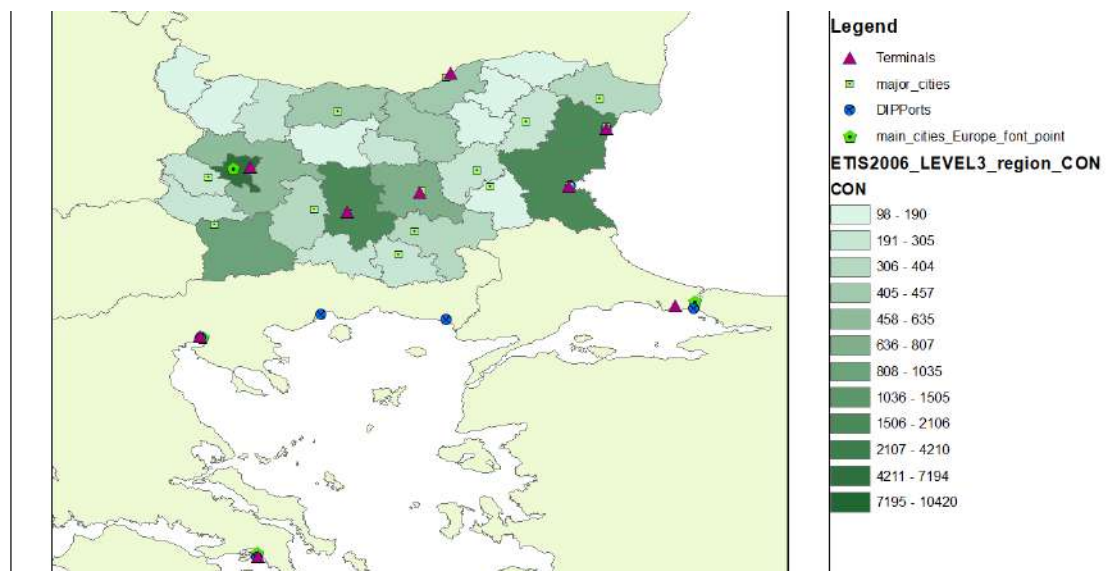 Legend
Terminals
major_cities
DIPPorts
main_cities_Europe_font_point
ETIS2006_LEVEL3_region_CON
CON
98 - 190
191 - 305
306 - 404
405 - 457
458 - 635
636 - 807
808 - 1035
1036 - 1505
1506 - 2106
2107 - 4210
4211 - 7194
7195 - 10420